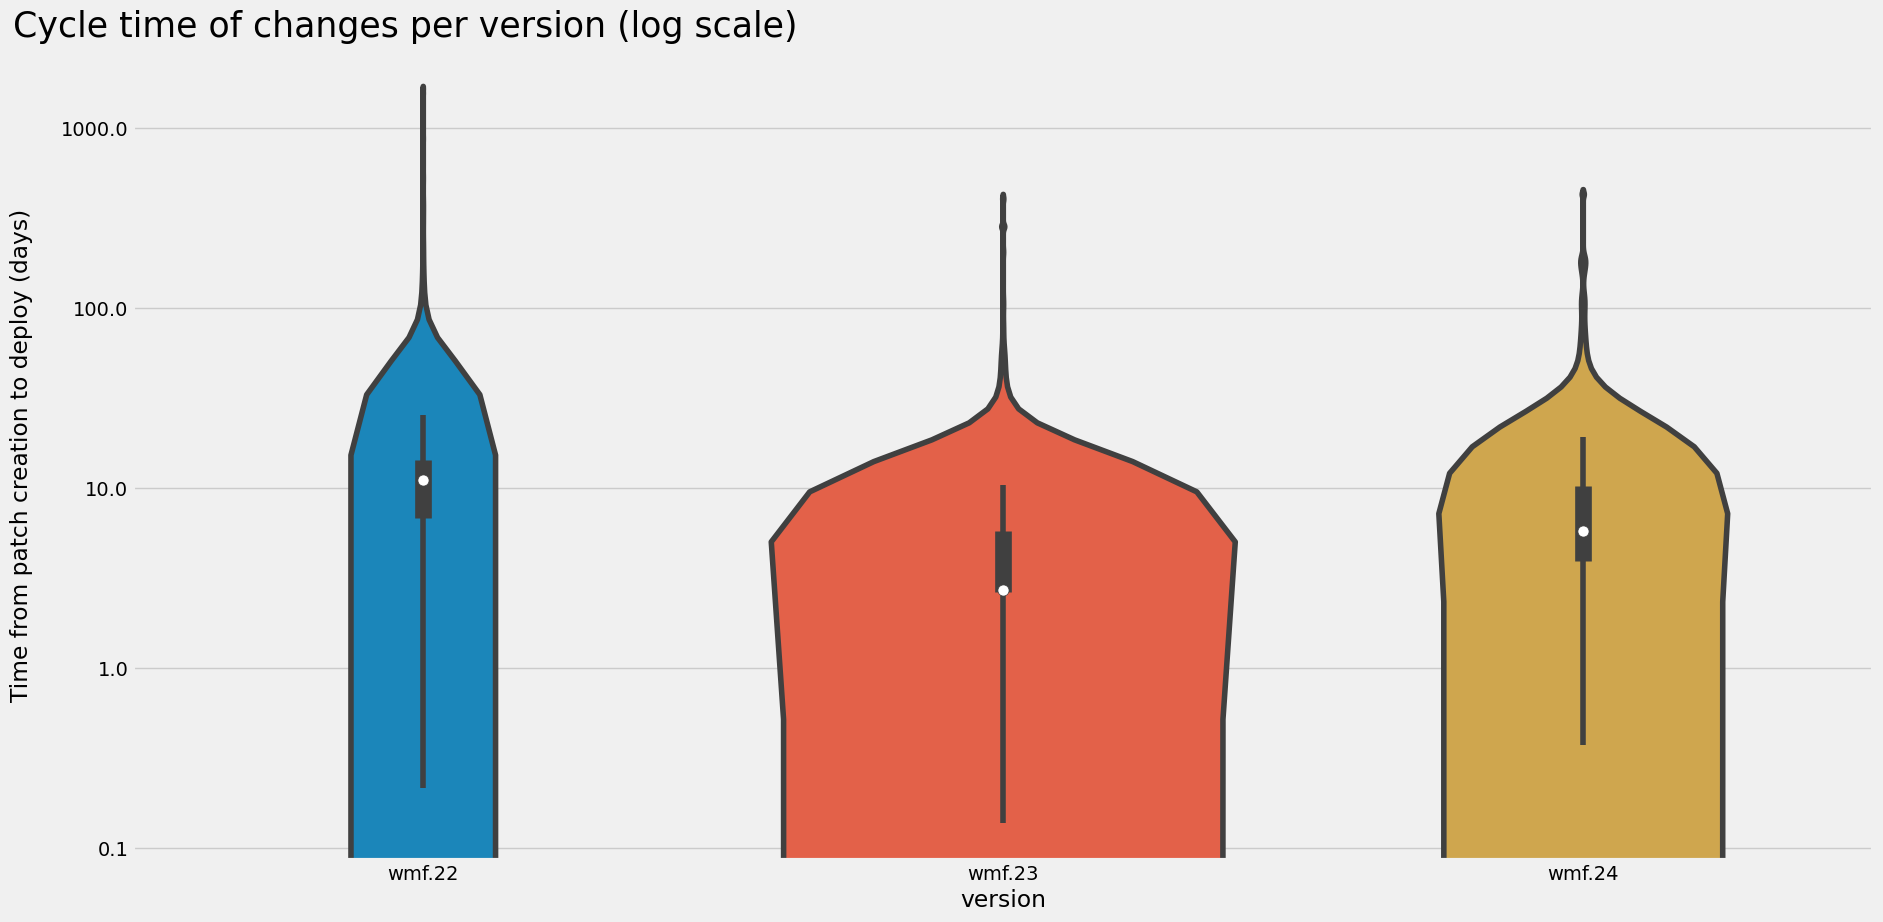 Cycle time of changes per version (log scale)
Time from patch creation to deploy (days)
1000.0
100.0
10.0
1.0
0.1
wmf.22
wmf.23
wmf.24
version